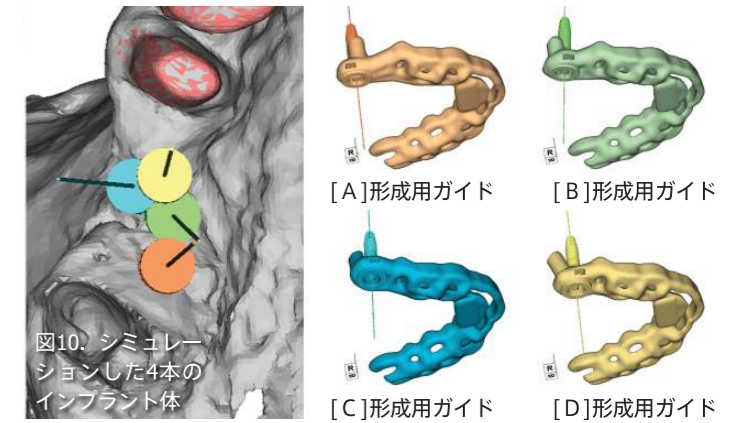 図10. シミュレー
ションした4本の
インプラント体
[A]形成用ガイド
[B]形成用ガイド
[C]形成用ガイド
[D]形成用ガイド